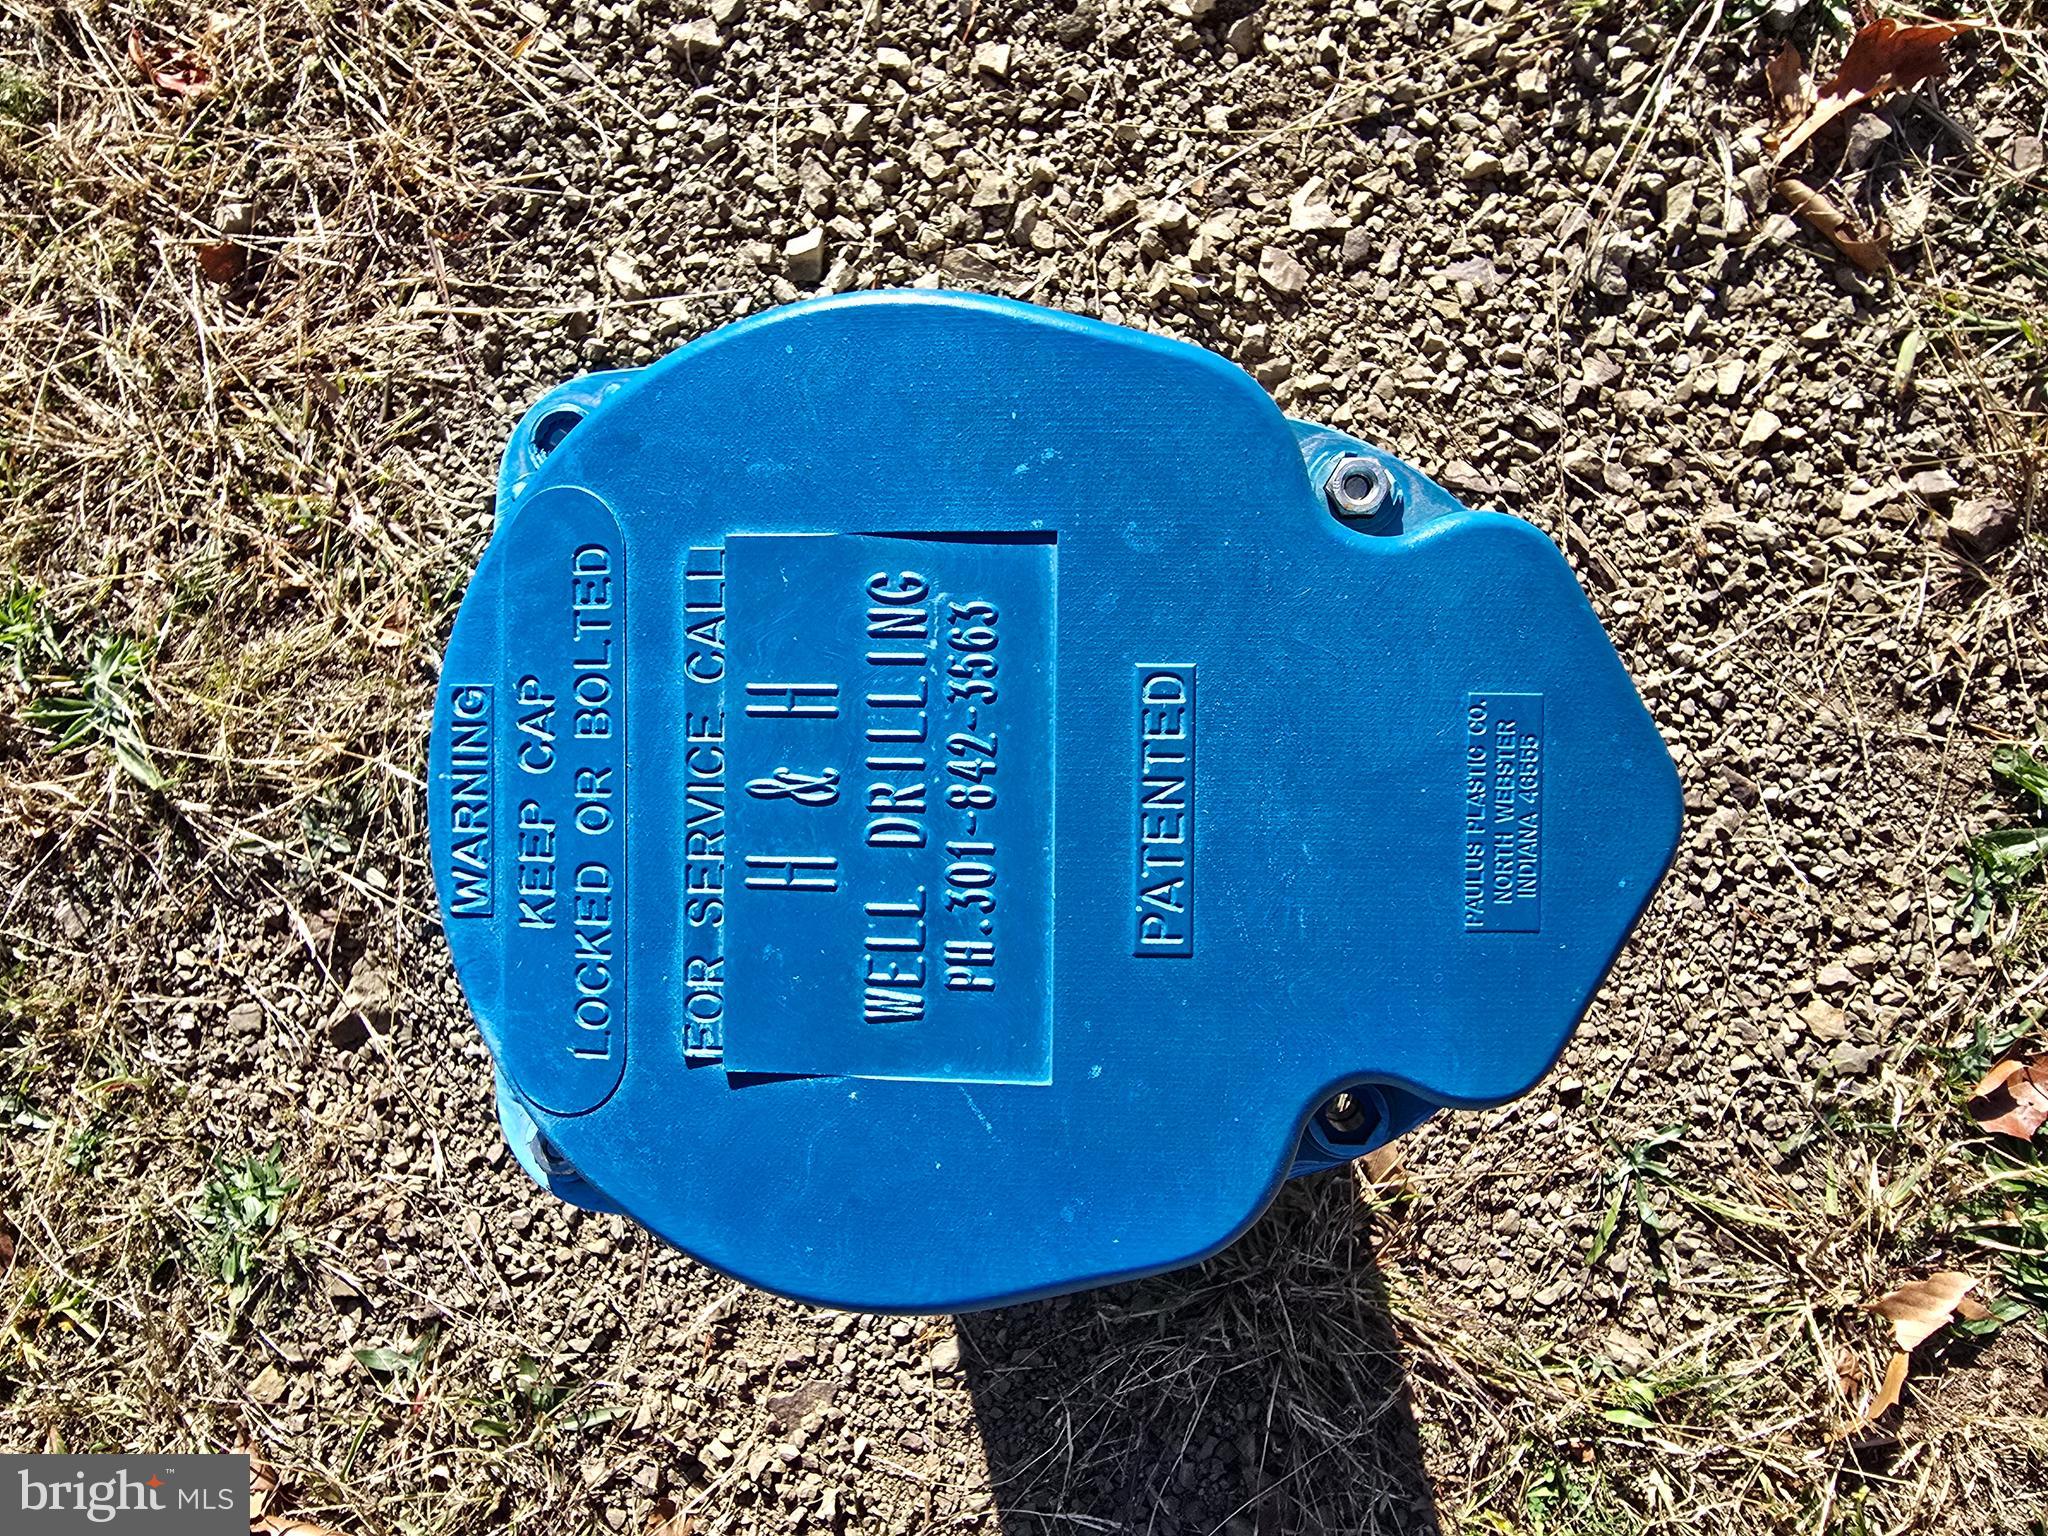 WARNING
KEEP CAP
LOCKED OR BOLTED
FOR SERVICE CALL
H & H
WELL DRILLING
PH.301-842-3563
PATENTED
PAULUS PLASTIC CO.
NORTH WEBSTER
INDIANA 46555
bright™ MLS